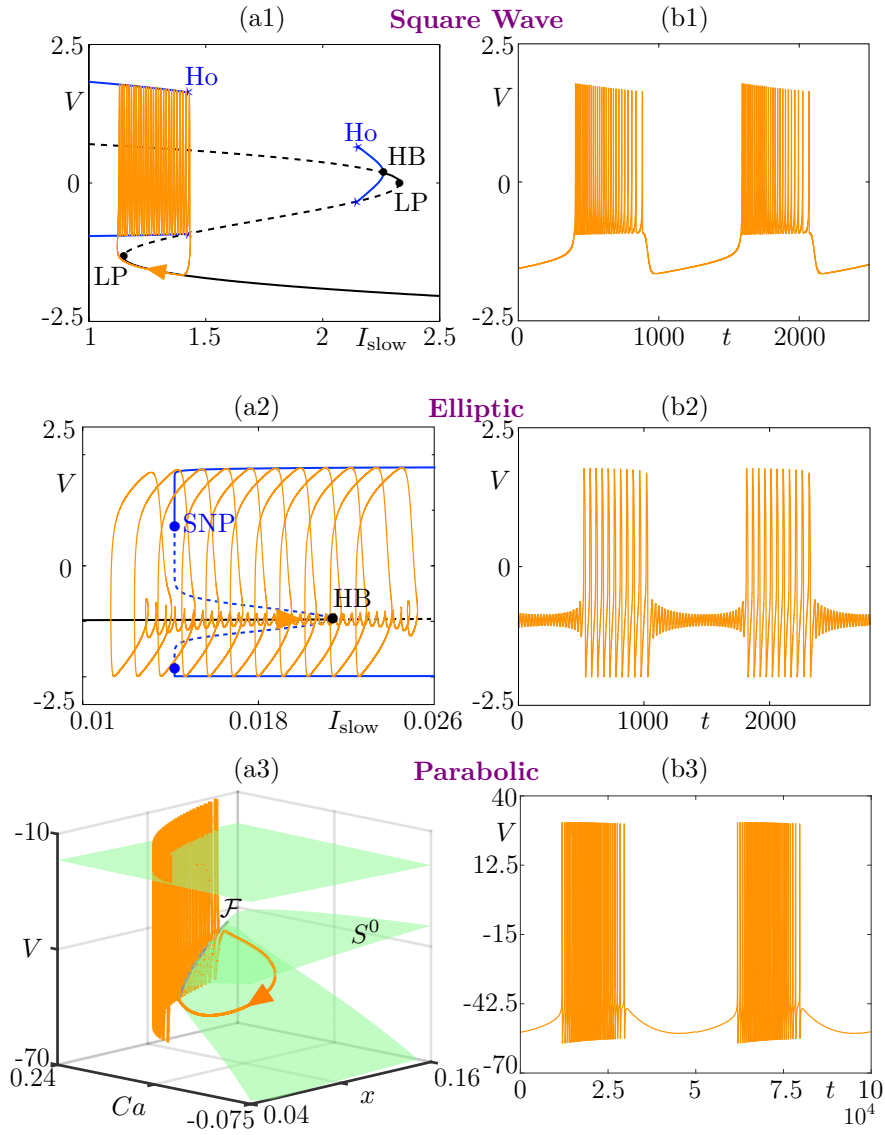 (a1) Square Wave (b1)
2.5
V
0
-2.5
Ho
Ho
HB
LP
LP
1 1.5 2 I_slow 2.5
2.5
V
0
-2.5
0 1000 t 2000
(a2) Elliptic (b2)
2.5
V
0
-2.5
SNP
HB
0.01 0.018 I_slow 0.026
2.5
V
0
-2.5
0 1000 t 2000
(a3) Parabolic (b3)
-10
V
-70
0.24
Ca
-0.075
0.04
x
0.16
ℱ
S⁰
40
V
12.5
-15
-42.5
-70
0 2.5 5 7.5 t 10
10⁴